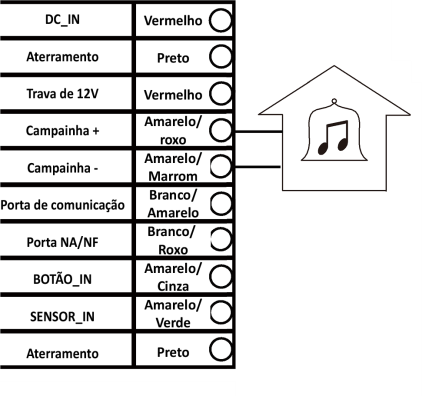 DC_IN Vermelho
Aterramento Preto
Trava de 12V Vermelho
Campainha + Amarelo/
roxo
Campainha - Amarelo/
Marrom
Porta de comunicação Branco/
Amarelo
Porta NA/NF Branco/
Roxo
BOTÃO_IN Amarelo/
Cinza
SENSOR_IN Amarelo/
Verde
Aterramento Preto